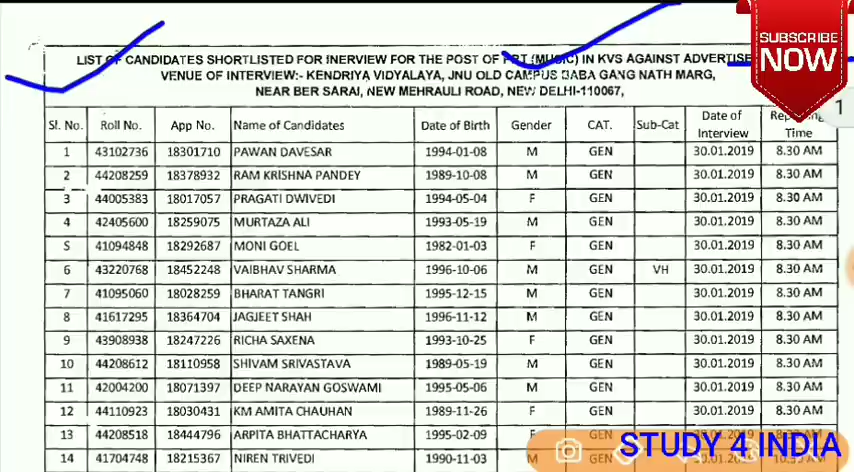 LIST OF CANDIDATES SHORTLISTED FOR INERVIEW FOR THE POST OF PRT (MUSIC) IN KVS AGAINST
VENUE OF INTERVIEW:- KENDRIYA VIDYALAYA, JNU OLD CAMPUS BABA GANG NATH MARG,
NEAR BER SARAI, NEW MEHRAULI ROAD, NEW DELHI-110067,
SUBSCRIBE
NOW
1
Sl. No. Roll No. App No. Name of Candidates Date of Birth Gender CAT. Sub-Cat Date of Interview Time
1 43102736 18301710 PAWAN DAVESAR 1994-01-08 M GEN 30.01.2019 8.30 AM
2 44208259 18378932 RAM KRISHNA PANDEY 1989-10-08 M GEN 30.01.2019 8.30 AM
3 44005383 18017057 PRAGATI DWIVEDI 1994-05-04 F GEN 30.01.2019 8.30 AM
4 42405600 18259075 MURTAZA ALI 1993-05-19 M GEN 30.01.2019 8.30 AM
5 41094848 18292687 MONI GOEL 1982-01-03 F GEN 30.01.2019 8.30 AM
6 43220768 18452248 VAIBHAV SHARMA 1996-10-06 M GEN VH 30.01.2019 8.30 AM
7 41095060 18028259 BHARAT TANGRI 1995-12-15 M GEN 30.01.2019 8.30 AM
8 41617295 18364704 JAGJEET SHAH 1996-11-12 M GEN 30.01.2019 8.30 AM
9 43908938 18247226 RICHA SAXENA 1993-10-25 F GEN 30.01.2019 8.30 AM
10 44208612 18110958 SHIVAM SRIVASTAVA 1989-05-19 M GEN 30.01.2019 8.30 AM
11 42004200 18071397 DEEP NARAYAN GOSWAMI 1995-05-06 M GEN 30.01.2019 8.30 AM
12 44110923 18030431 KM AMITA CHAUHAN 1989-11-26 F GEN 30.01.2019 8.30 AM
13 44208518 18444796 ARPITA BHATTACHARYA 1995-02-09 F GEN
14 41704748 18215367 NIREN TRIVEDI 1990-11-03 M GEN 30.01.2019 10.30 AM
STUDY 4 INDIA